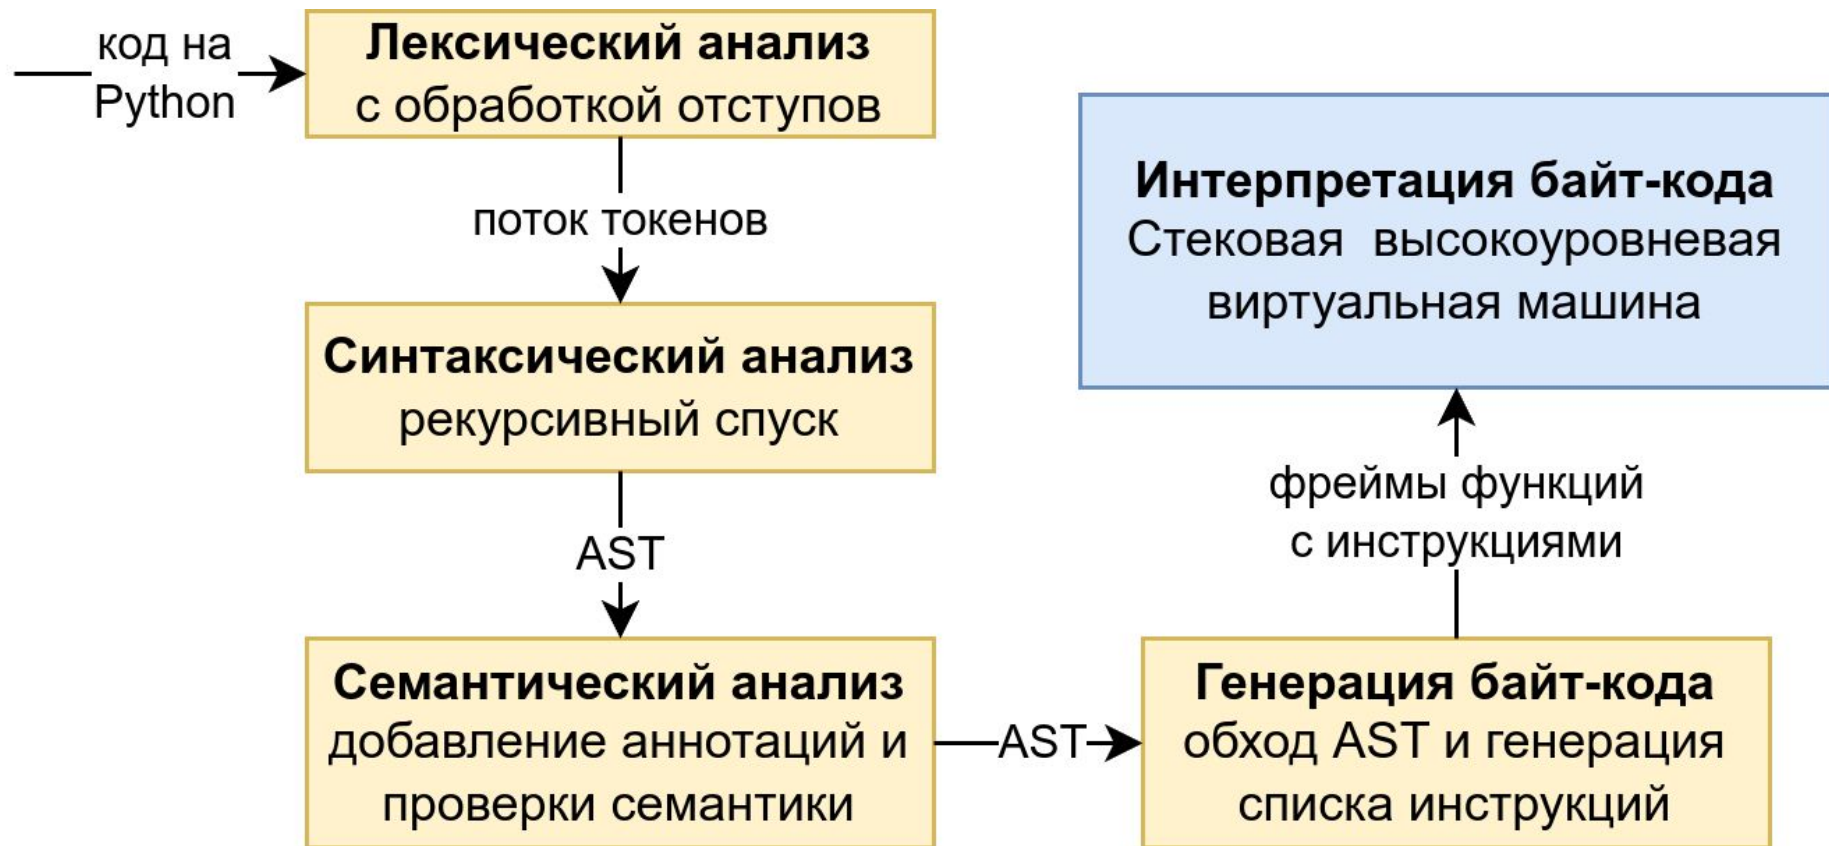 код на
Python
Лексический анализ
с обработкой отступов
поток токенов
Синтаксический анализ
рекурсивный спуск
AST
Семантический анализ
добавление аннотаций и
проверки семантики
AST
Генерация байт-кода
обход AST и генерация
списка инструкций
фреймы функций
с инструкциями
Интерпретация байт-кода
Стековая высокоуровневая
виртуальная машина